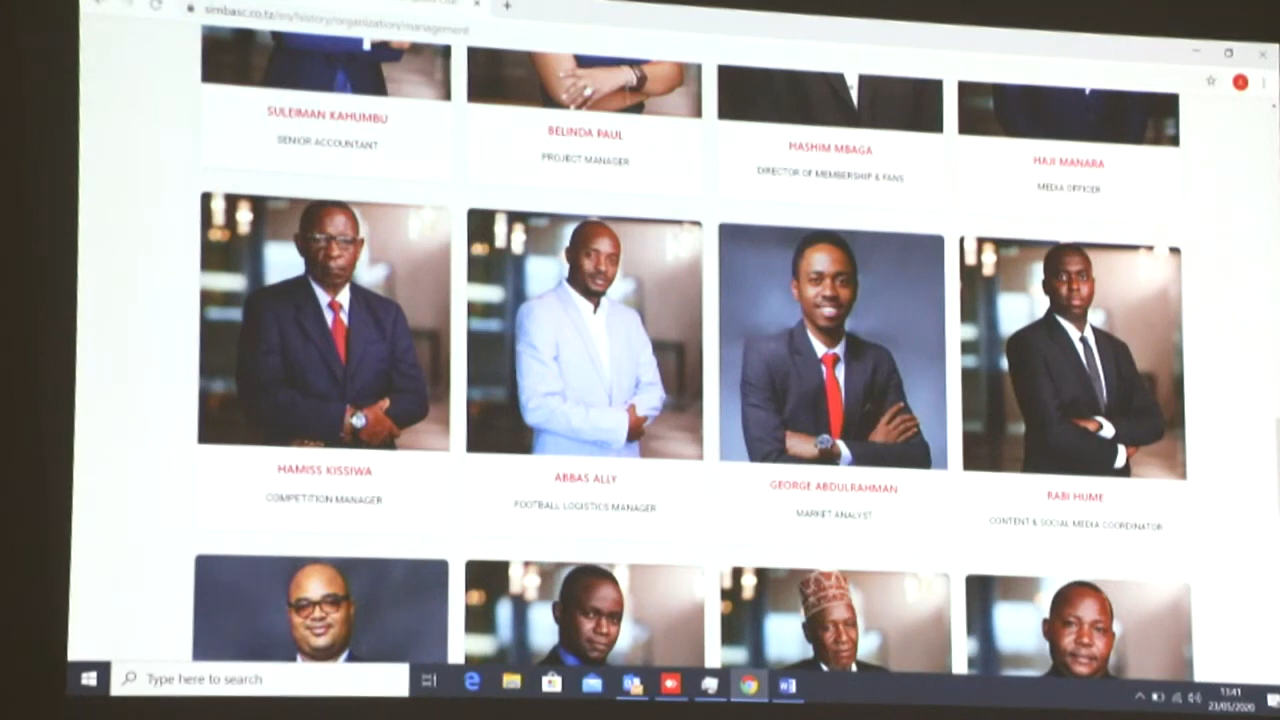 simbasc.co.tz/en/history/organization/management
SULEIMAN KAHUMBU
SENIOR ACCOUNTANT
BELINDA PAUL
PROJECT MANAGER
HASHIM MBAGA
DIRECTOR OF MEMBERSHIP & FANS
HAJI MANARA
MEDIA OFFICER
HAMISS KISSIWA
COMPETITION MANAGER
ABBAS ALLY
FOOTBALL LOGISTICS MANAGER
GEORGE ABDULRAHMAN
MARKET ANALYST
RABI HUME
CONTENT & SOCIAL MEDIA COORDINATOR
Type here to search
13:41
23/05/2020